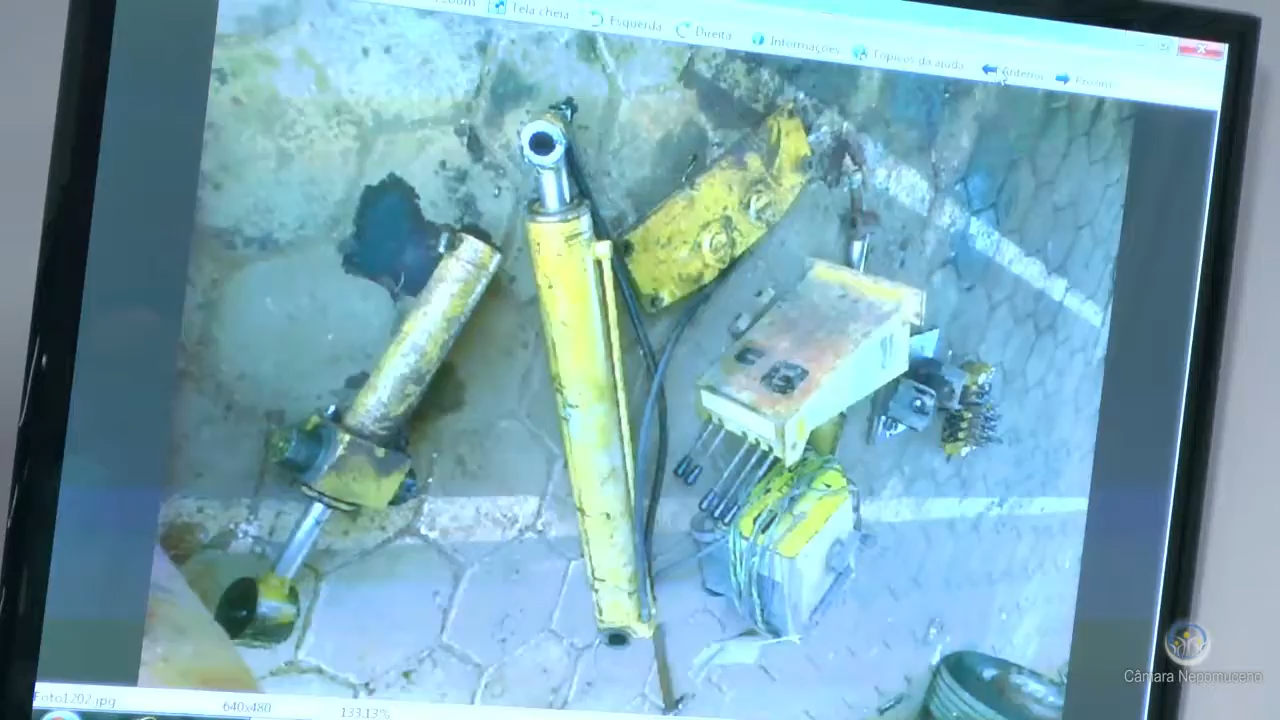 Tela cheia Esquerda Direita Informações Tópicos da ajuda Anterior
Foto1202.jpg 640x480 133.13%
Câmara Nepomuceno